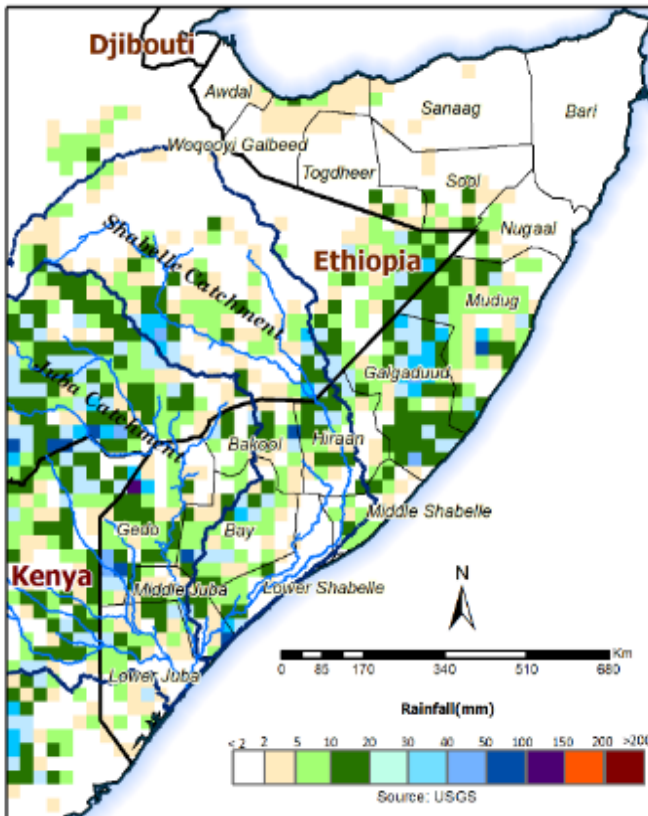 Djibouti
Awdal
Sanaag
Bari
Woqooyi Galbeed
Togdheer
Sool
Nugaal
Shabelle Catchment
Ethiopia
Mudug
Galgaduud
Juba Catchment
Bakool
Hiraan
Middle Shabelle
Gedo
Bay
Kenya
Middle Juba
Lower Shabelle
N
Lower Juba
Km
0 85 170 340 510 680
Rainfall(mm)
< 2 2 5 10 20 30 40 50 100 150 200 >200
Source: USGS